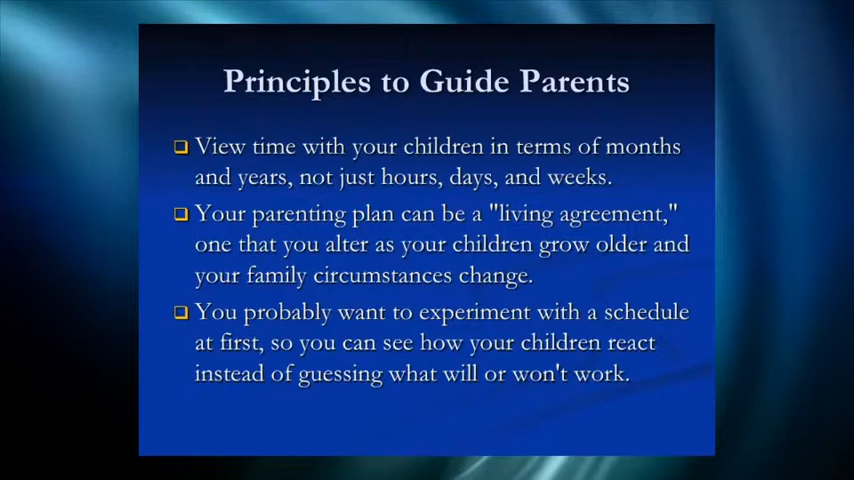 Principles to Guide Parents
View time with your children in terms of months
and years, not just hours, days, and weeks.
Your parenting plan can be a "living agreement,"
one that you alter as your children grow older and
your family circumstances change.
You probably want to experiment with a schedule
at first, so you can see how your children react
instead of guessing what will or won't work.